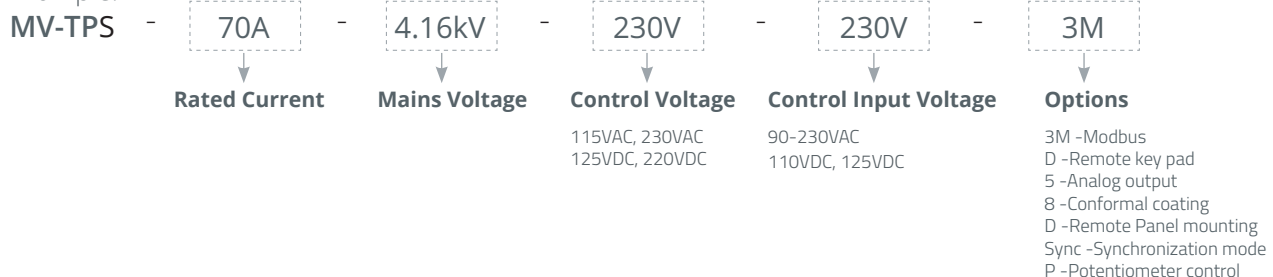 MV-TPS - 70A - 4.16kV - 230V - 230V - 3M
Rated Current Mains Voltage Control Voltage Control Input Voltage Options
115VAC, 230VAC 90-230VAC 3M -Modbus
125VDC, 220VDC 110VDC, 125VDC D -Remote key pad
5 -Analog output
8 -Conformal coating
D -Remote Panel mounting
Sync -Synchronization mode
P -Potentiometer control